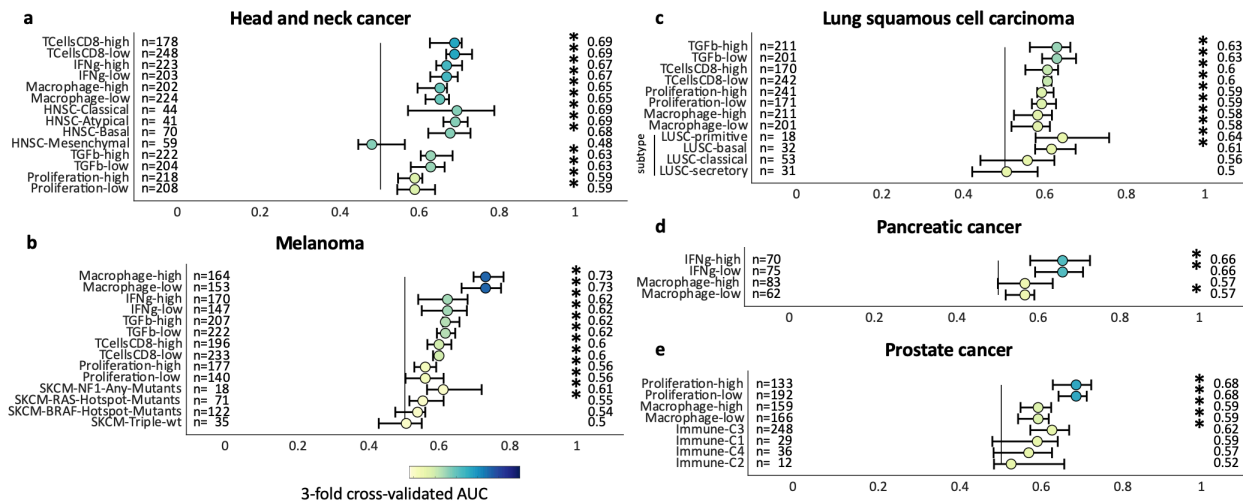 a Head and neck cancer
TCellsCD8-high n=178 * 0.69
TCellsCD8-low n=248 * 0.69
IFNg-high n=223 * 0.67
IFNg-low n=203 * 0.67
Macrophage-high n=202 * 0.65
Macrophage-low n=224 * 0.65
HNSC-Classical n= 44 * 0.69
HNSC-Atypical n= 41 * 0.69
HNSC-Basal n= 70 * 0.68
HNSC-Mesenchymal n= 59 0.48
TGFb-high n=222 * 0.63
TGFb-low n=204 * 0.63
Proliferation-high n=218 * 0.59
Proliferation-low n=208 * 0.59
0 0.2 0.4 0.6 0.8 1
b Melanoma
Macrophage-high n=164 * 0.73
Macrophage-low n=153 * 0.73
IFNg-high n=170 * 0.62
IFNg-low n=147 * 0.62
TGFb-high n=207 * 0.62
TGFb-low n=222 * 0.62
TCellsCD8-high n=196 * 0.6
TCellsCD8-low n=233 * 0.6
Proliferation-high n=177 * 0.56
Proliferation-low n=140 * 0.56
SKCM-NF1-Any-Mutants n= 18 * 0.61
SKCM-RAS-Hotspot-Mutants n= 71 0.55
SKCM-BRAF-Hotspot-Mutants n=122 0.54
SKCM-Triple-wt n= 35 0.5
0 0.2 0.4 0.6 0.8 1
3-fold cross-validated AUC
c Lung squamous cell carcinoma
TGFb-high n=211 * 0.63
TGFb-low n=201 * 0.63
TCellsCD8-high n=170 * 0.6
TCellsCD8-low n=242 * 0.6
Proliferation-high n=241 * 0.59
Proliferation-low n=171 * 0.59
Macrophage-high n=211 * 0.58
Macrophage-low n=201 * 0.58
LUSC-primitive n= 18 * 0.64
LUSC-basal n= 32 0.61
LUSC-classical n= 53 0.56
LUSC-secretory n= 31 0.5
subtype
0 0.2 0.4 0.6 0.8 1
d Pancreatic cancer
IFNg-high n=70 * 0.66
IFNg-low n=75 * 0.66
Macrophage-high n=83 0.57
Macrophage-low n=62 * 0.57
0 0.2 0.4 0.6 0.8 1
e Prostate cancer
Proliferation-high n=133 * 0.68
Proliferation-low n=192 * 0.68
Macrophage-high n=159 * 0.59
Macrophage-low n=166 * 0.59
Immune-C3 n=248 * 0.62
Immune-C1 n= 29 0.59
Immune-C4 n= 36 0.57
Immune-C2 n= 12 0.52
0 0.2 0.4 0.6 0.8 1